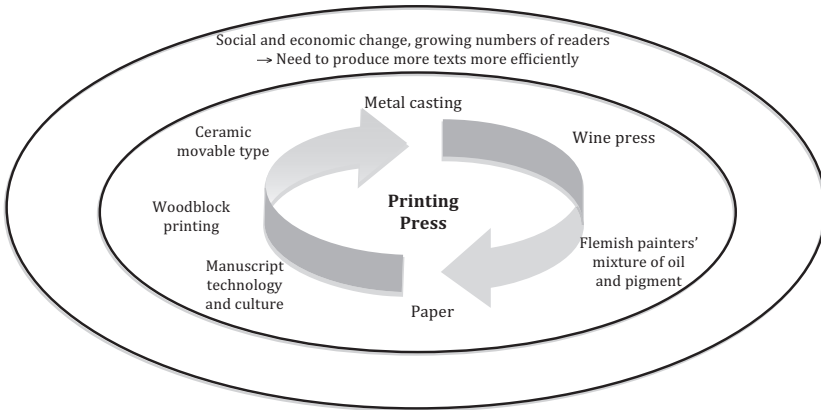 Social and economic change, growing numbers of readers
→ Need to produce more texts more efficiently
Metal casting
Ceramic
movable type
Wine press
Woodblock
printing
Printing
Press
Flemish painters’
mixture of oil
and pigment
Manuscript
technology
and culture
Paper